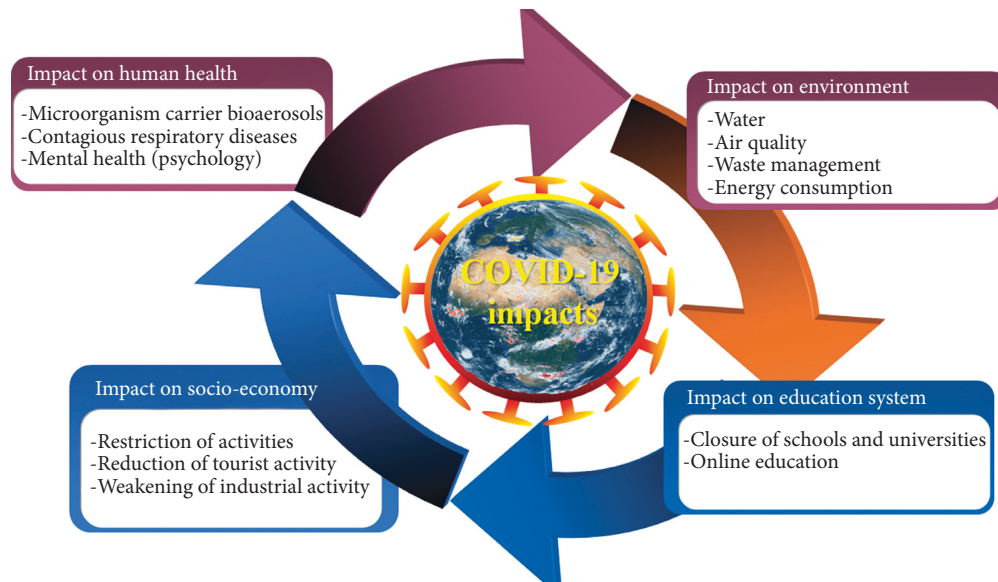 Impact on human health
-Microorganism carrier bioaerosols
-Contagious respiratory diseases
-Mental health (psychology)
Impact on environment
-Water
-Air quality
-Waste management
-Energy consumption
COVID-19
impacts
Impact on socio-economy
-Restriction of activities
-Reduction of tourist activity
-Weakening of industrial activity
Impact on education system
-Closure of schools and universities
-Online education